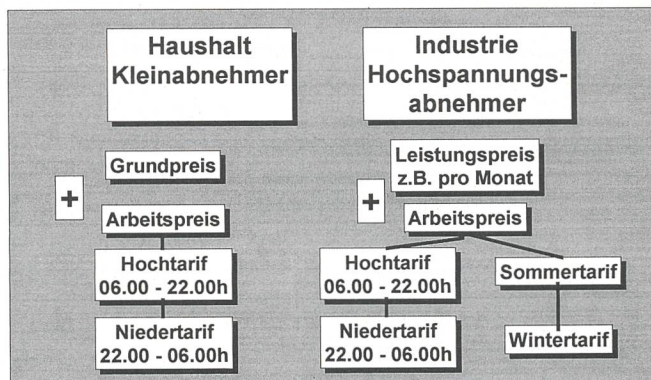 Haushalt
Kleinabnehmer
Grundpreis
+
Arbeitspreis
Hochtarif
06.00 - 22.00h
Niedertarif
22.00 - 06.00h
Industrie
Hochspannungs-
abnehmer
Leistungspreis
z.B. pro Monat
+
Arbeitspreis
Hochtarif
06.00 - 22.00h
Niedertarif
22.00 - 06.00h
Sommertarif
Wintertarif